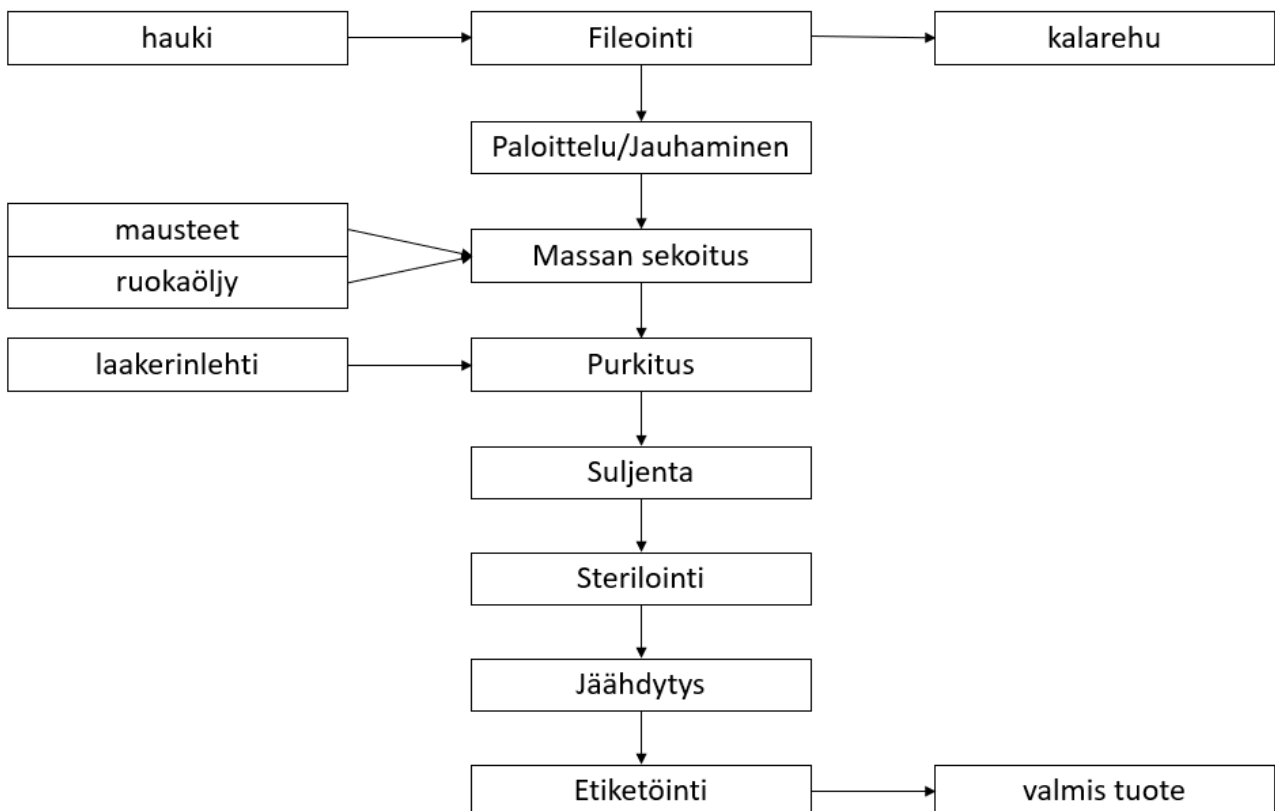 hauki
Fileointi
kalarehu
Paloittelu/Jauhaminen
mausteet
ruokaöljy
Massan sekoitus
laakerinlehti
Purkitus
Suljenta
Sterilointi
Jäähdytys
Etiketöinti
valmis tuote